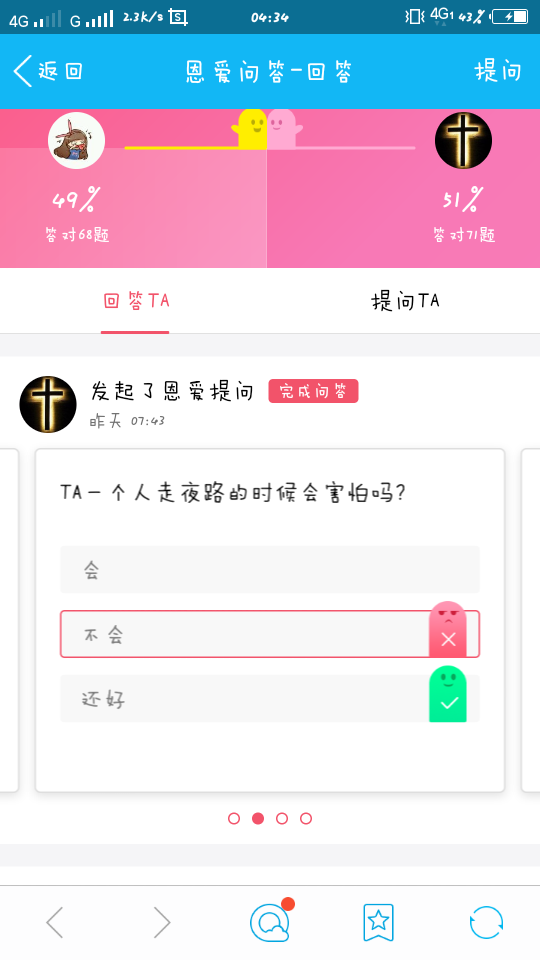 4G G 2.3K/s 04:34 4G1 43%
返回 恩爱问答-回答 提问
49% 51%
答对68题 答对71题
回答TA 提问TA
发起了恩爱提问 完成问答
昨天 07:43
TA一个人走夜路的时候会害怕吗?
会
不会
还好